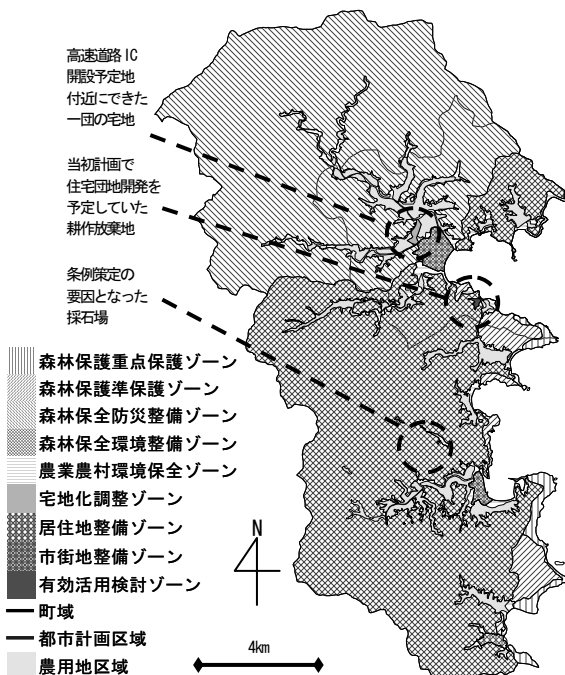 高速道路IC
開設予定地
付近にできた
一団の宅地
当初計画で
住宅団地開発を
予定していた
耕作放棄地
条例策定の
要因となった
採石場
森林保護重点保護ゾーン
森林保護準保護ゾーン
森林保全防災整備ゾーン
森林保全環境整備ゾーン
農業農村環境保全ゾーン
宅地化調整ゾーン
居住地整備ゾーン
市街地整備ゾーン
有効活用検討ゾーン
町域
都市計画区域
農用地区域
N
4km